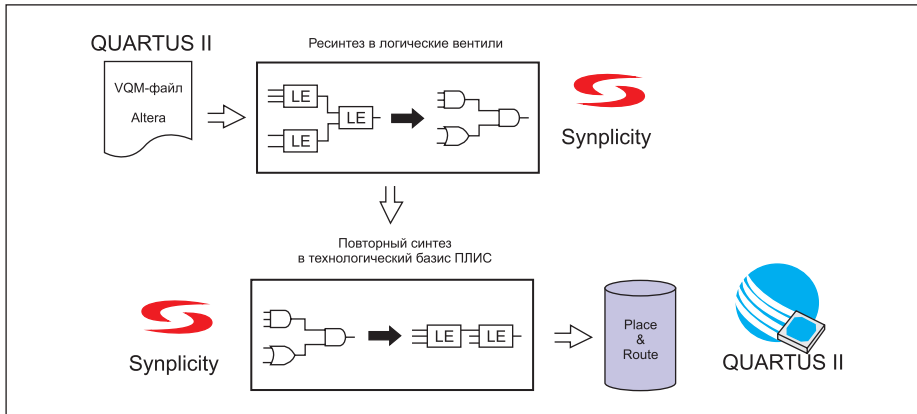 QUARTUS II
VQM-файл
Altera
Ресинтез в логические вентили
LE
LE
LE
Synplicity
Повторный синтез
в технологический базис ПЛИС
Synplicity
LE
LE
Place
&
Route
QUARTUS II